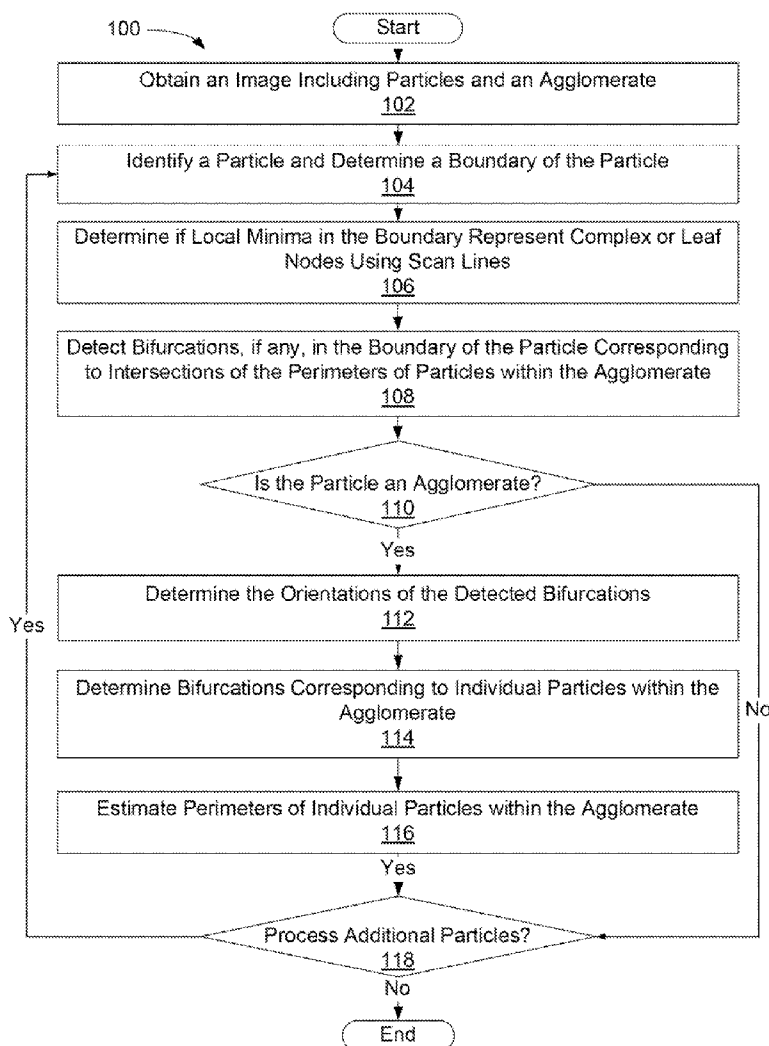 100
Start
Obtain an Image Including Particles and an Agglomerate
102
Identify a Particle and Determine a Boundary of the Particle
104
Determine if Local Minima in the Boundary Represent Complex or Leaf
Nodes Using Scan Lines
106
Detect Bifurcations, if any, in the Boundary of the Particle Corresponding
to Intersections of the Perimeters of Particles within the Agglomerate
108
Is the Particle an Agglomerate?
110
Yes
Determine the Orientations of the Detected Bifurcations
112
Yes
Determine Bifurcations Corresponding to Individual Particles within the
Agglomerate
114
No
Estimate Perimeters of Individual Particles within the Agglomerate
116
Yes
Process Additional Particles?
118
No
End